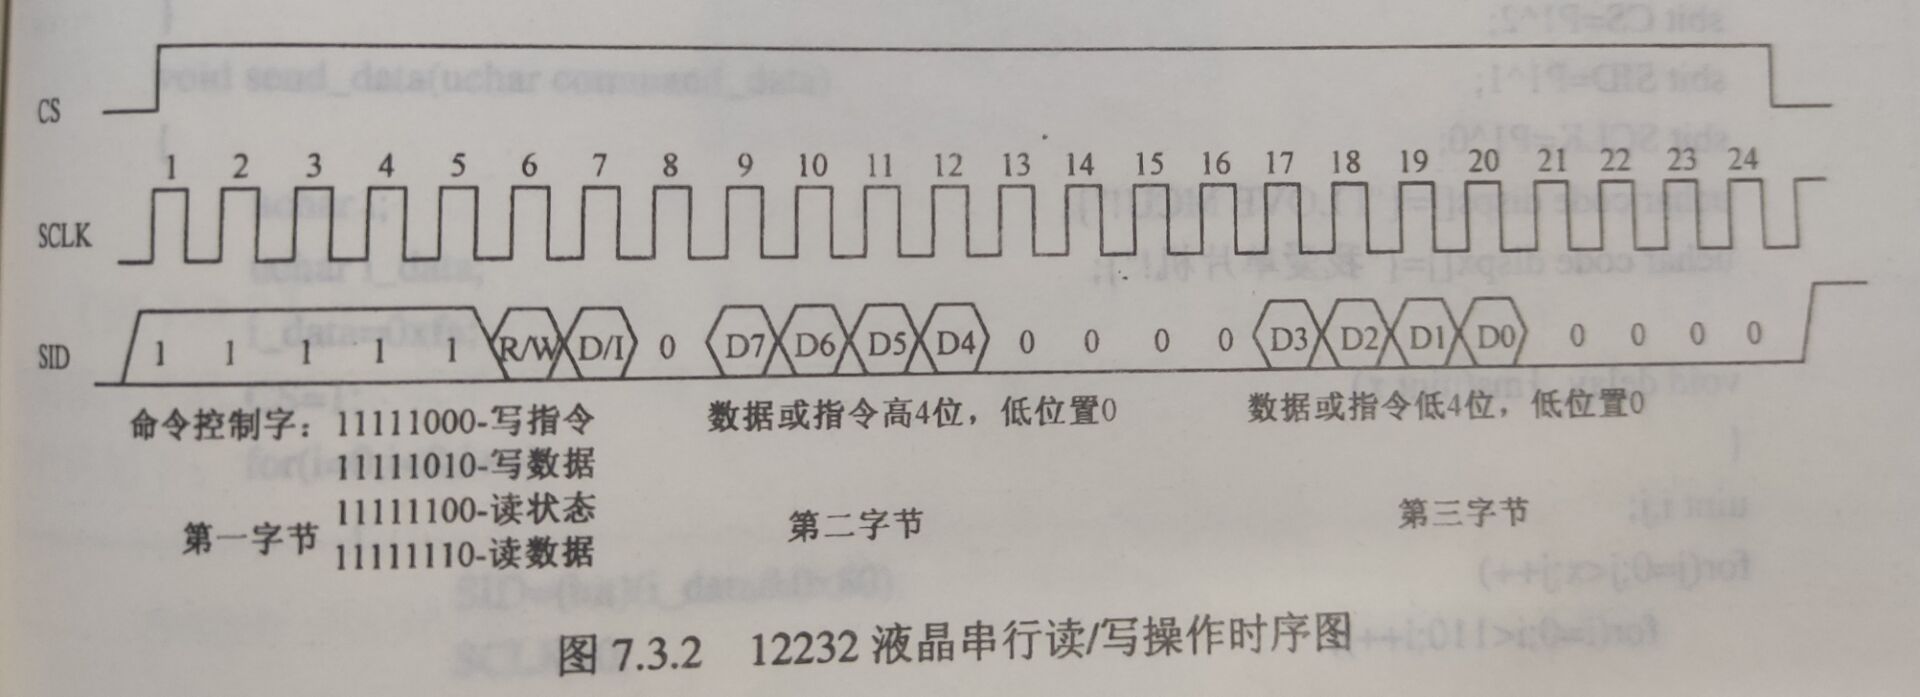 CS
1 2 3 4 5 6 7 8 9 10 11 12 13 14 15 16 17 18 19 20 21 22 23 24
SCLK
SID 1 1 1 1 1 R/W D/I 0 D7 D6 D5 D4 0 0 0 0 D3 D2 D1 D0 0 0 0 0
命令控制字：11111000-写指令
11111010-写数据
11111100-读状态
11111110-读数据
第一字节
数据或指令高4位，低位置0
第二字节
数据或指令低4位，低位置0
第三字节
图 7.3.2 12232 液晶串行读/写操作时序图